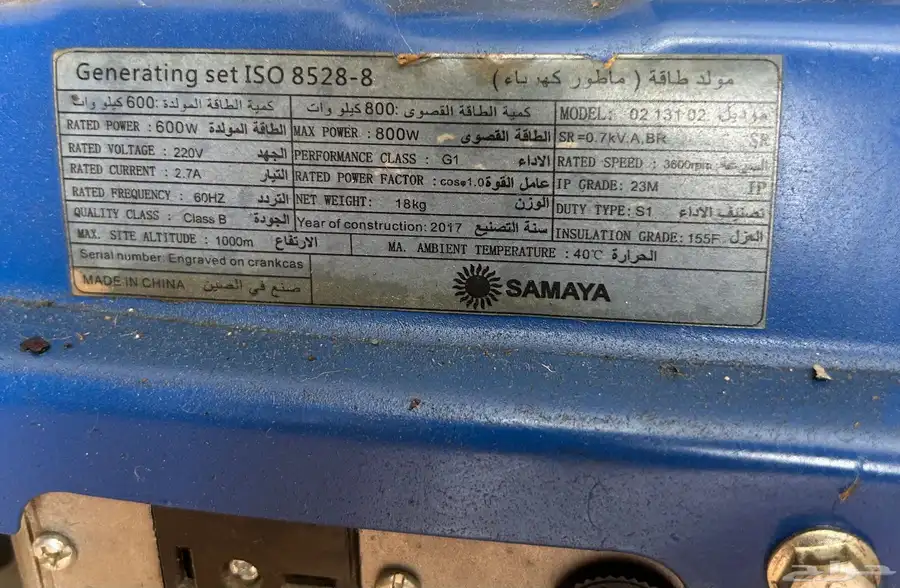 Generating set ISO 8528-8 مولد طاقة ( ماطور كهرباء )
كمية الطاقة المولدة :600 كيلو وات كمية الطاقة القصوى :800 كيلو وات MODEL: 02 131 02 موديل
RATED POWER : 600W الطاقة المولدة MAX POWER : 800W الطاقة القصوى SR=0.7kV.A,BR SR
RATED VOLTAGE : 220V الجهد PERFORMANCE CLASS : G1 الاداء RATED SPEED : 3600rpm السرعة
RATED CURRENT : 2.7A التيار RATED POWER FACTOR : cosφ1.0 عامل القوة IP GRADE: 23M IP
RATED FREQUENCY : 60HZ التردد NET WEIGHT: 18kg الوزن DUTY TYPE: S1 تصنيف الاداء
QUALITY CLASS : Class B الجودة Year of construction: 2017 سنة التصنيع INSULATION GRADE: 155F العزل
MAX. SITE ALTITUDE : 1000m الارتفاع MA. AMBIENT TEMPERATURE : 40℃ الحرارة
Serial number: Engraved on crankcas
MADE IN CHINA صنع في الصين SAMAYA